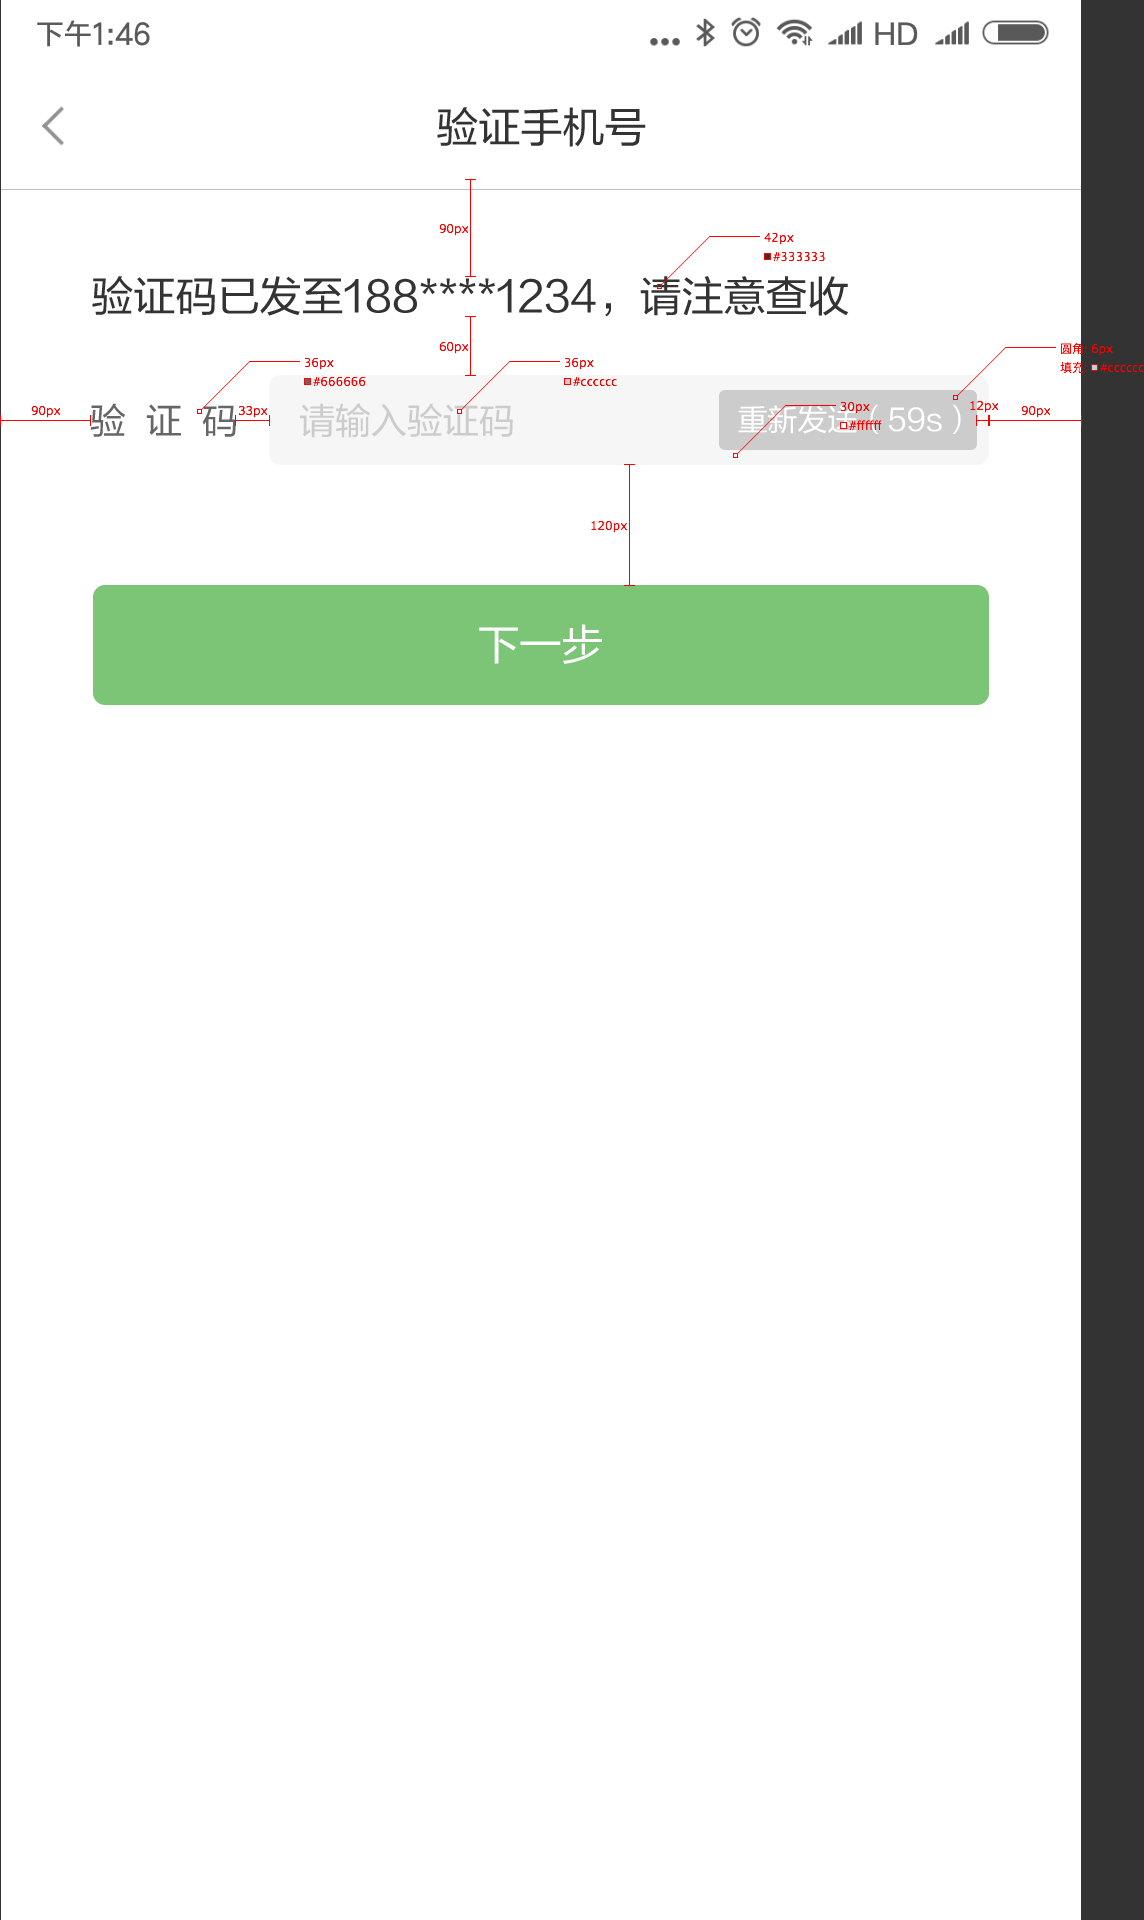 下午1:46
HD
验证手机号
90px
42px
#333333
验证码已发至188****1234，请注意查收
60px
36px
#666666
36px
#cccccc
圆角: 6px
填充: #cccccc
90px
验 证 码
33px
请输入验证码
重新发送（59s）
30px
#ffffff
12px
90px
120px
下一步